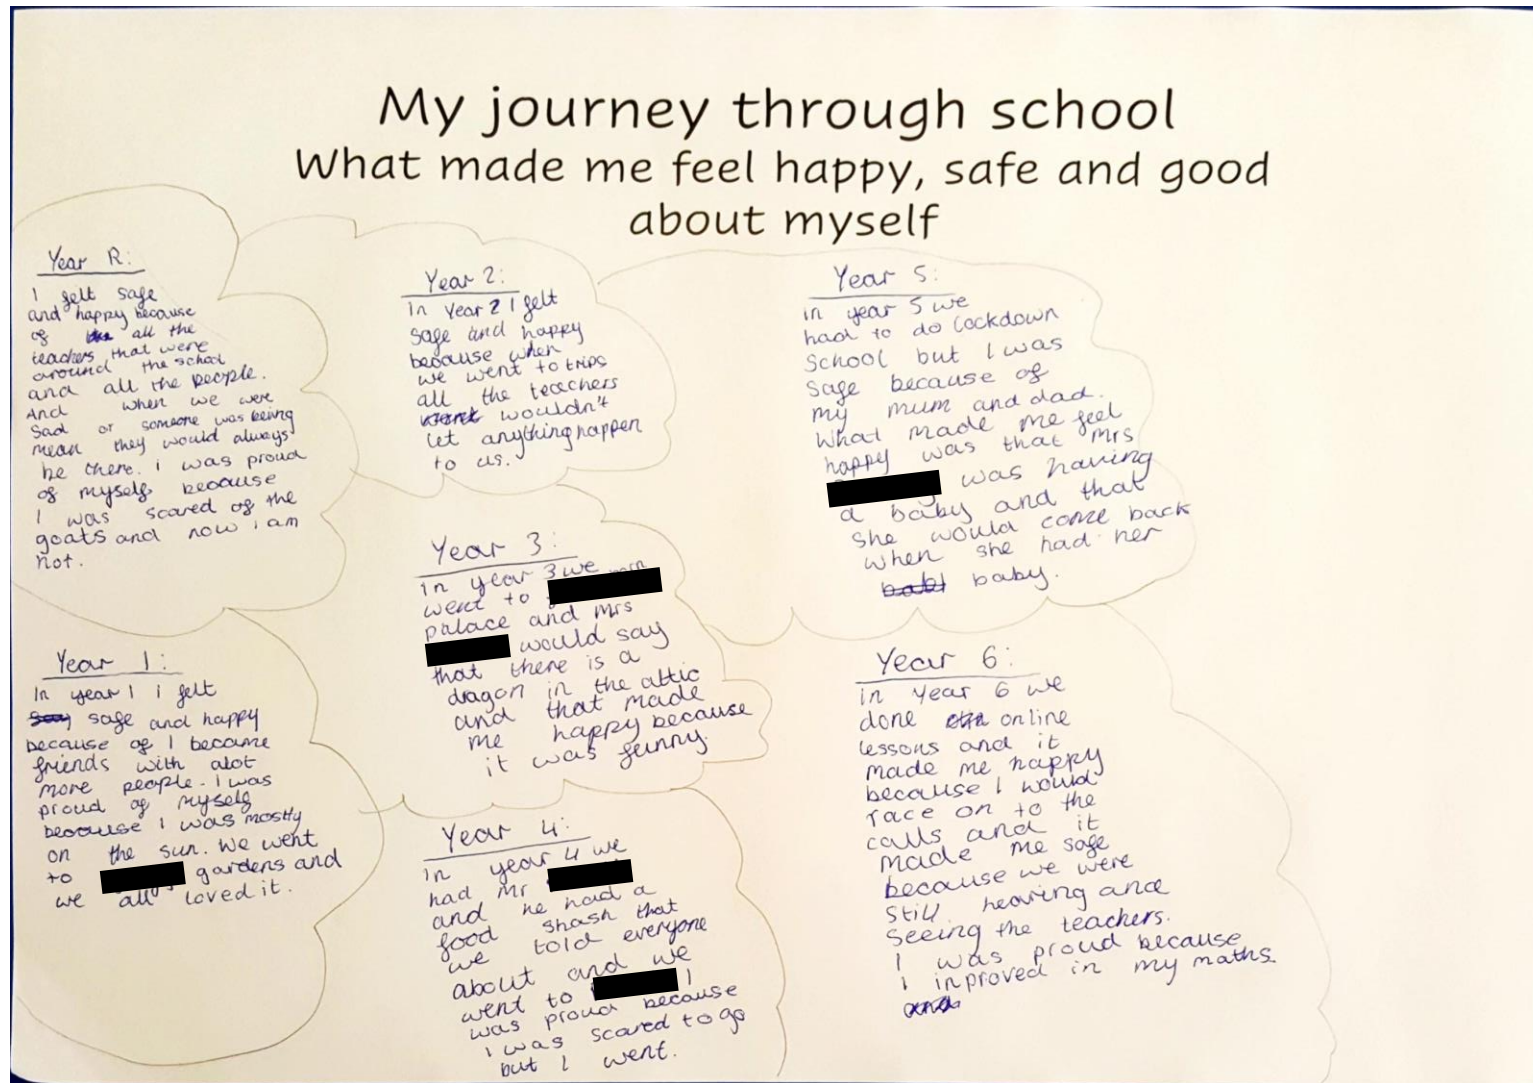 My journey through school
What made me feel happy, safe and good
about myself
Year R:
I felt safe
and happy because
of all the
teachers that were
around the school
and all the people.
And when we were
sad or someone was being
mean they would always
be there. i was proud
of myself because
I was scared of the
goats and now i am
not.
Year 1:
In year 1 i felt
safe and happy
because of I became
friends with alot
more people. I was
proud of myself
because I was mostly
on the sun. We went
to gardens and
we all loved it.
Year 2:
in Year 2 I felt
safe and happy
because when
we went to trips
all the teachers
wouldn't
let anything happen
to us.
Year 3:
in year 3 we
went to
palace and Mrs
would say
that there is a
dragon in the attic
and that made
me happy because
it was funny.
Year 4:
in year 4 we
had Mr
and he had a
food shash that
we told everyone
about and we
went to I
was proud because
i was scared to go
but I went.
Year 5:
in year 5 we
had to do lockdown
School but I was
safe because of
my mum and dad.
What made me feel
happy was that Mrs
was having
a baby and that
she would come back
when she had her
baby.
Year 6:
in Year 6 we
done online
lessons and it
made me happy
because I would
race on to the
calls and it
made me safe
because we were
still hearing and
seeing the teachers.
I was proud because
I inproved in my maths